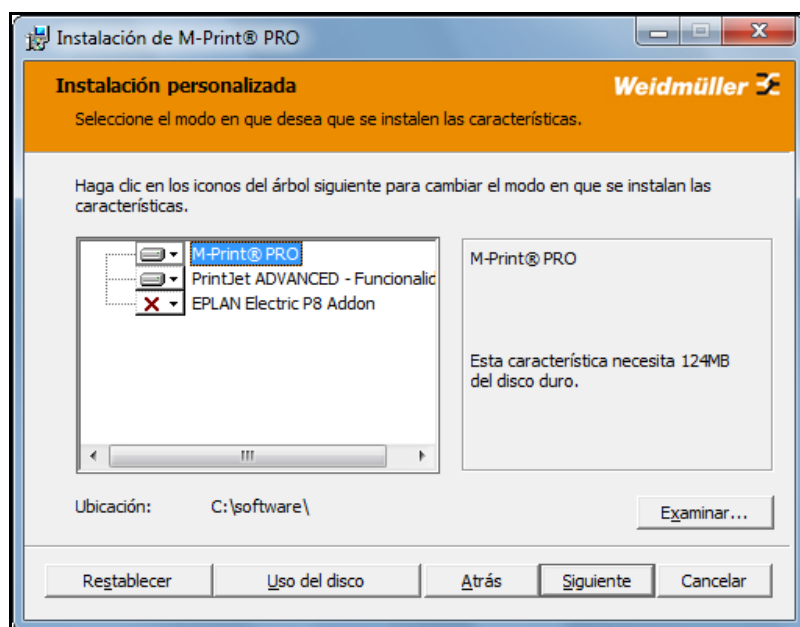 Instalación de M-Print® PRO
Instalación personalizada
Weidmüller
Seleccione el modo en que desea que se instalen las características.
Haga clic en los iconos del árbol siguiente para cambiar el modo en que se instalan las
características.
M-Print® PRO
PrintJet ADVANCED - Funcionalid
EPLAN Electric P8 Addon
M-Print® PRO
Esta característica necesita 124MB
del disco duro.
Ubicación:
C:\software\
Examinar...
Restablecer
Uso del disco
Atrás
Siguiente
Cancelar